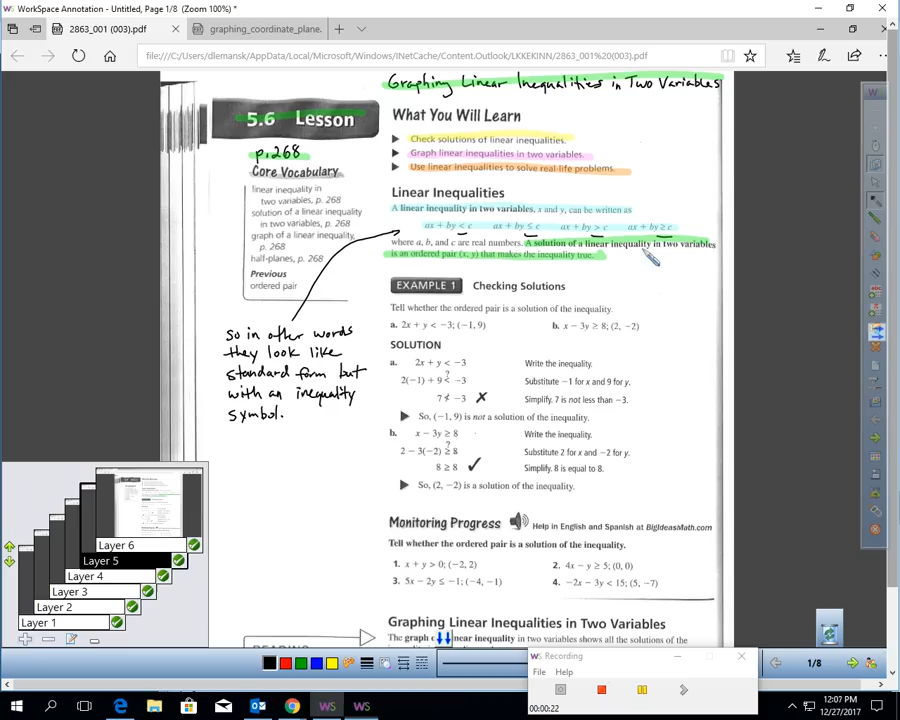 WorkSpace Annotation - Untitled, Page 1/8 (Zoom 100%) *
2863_001 (003).pdf
graphing_coordinate_plane.
file:///C:/Users/dlemansk/AppData/Local/Microsoft/Windows/INetCache/Content.Outlook/LKKEKINN/2863_001%20(003).pdf
Graphing Linear Inequalities in Two Variables
5.6 Lesson
p.268
Core Vocabulary
linear inequality in
two variables, p. 268
solution of a linear inequality
in two variables, p. 268
graph of a linear inequality,
p. 268
half-planes, p. 268
Previous
ordered pair
So in other words
they look like
standard form but
with an inequality
symbol.
What You Will Learn
Check solutions of linear inequalities.
Graph linear inequalities in two variables.
Use linear inequalities to solve real-life problems.
Linear Inequalities
A linear inequality in two variables, x and y, can be written as
ax + by < c ax + by ≤ c ax + by > c ax + by ≥ c
where a, b, and c are real numbers. A solution of a linear inequality in two variables
is an ordered pair (x, y) that makes the inequality true.
EXAMPLE 1 Checking Solutions
Tell whether the ordered pair is a solution of the inequality.
a. 2x + y < −3; (−1, 9) b. x − 3y ≥ 8; (2, −2)
SOLUTION
a. 2x + y < −3 Write the inequality.
2(−1) + 9 <? −3 Substitute −1 for x and 9 for y.
7 ≮ −3 ✗ Simplify. 7 is not less than −3.
So, (−1, 9) is not a solution of the inequality.
b. x − 3y ≥ 8 Write the inequality.
2 − 3(−2) ≥? 8 Substitute 2 for x and −2 for y.
8 ≥ 8 ✓ Simplify. 8 is equal to 8.
So, (2, −2) is a solution of the inequality.
Monitoring Progress Help in English and Spanish at BigIdeasMath.com
Tell whether the ordered pair is a solution of the inequality.
1. x + y > 0; (−2, 2) 2. 4x − y ≥ 5; (0, 0)
3. 5x − 2y ≤ −1; (−4, −1) 4. −2x − 3y < 15; (5, −7)
Graphing Linear Inequalities in Two Variables
The graph linear inequality in two variables shows all the solutions of the
READING
Layer 6
Layer 5
Layer 4
Layer 3
Layer 2
Layer 1
1/8
WS Recording
File Help
00:00:22
12:07 PM
12/27/2017